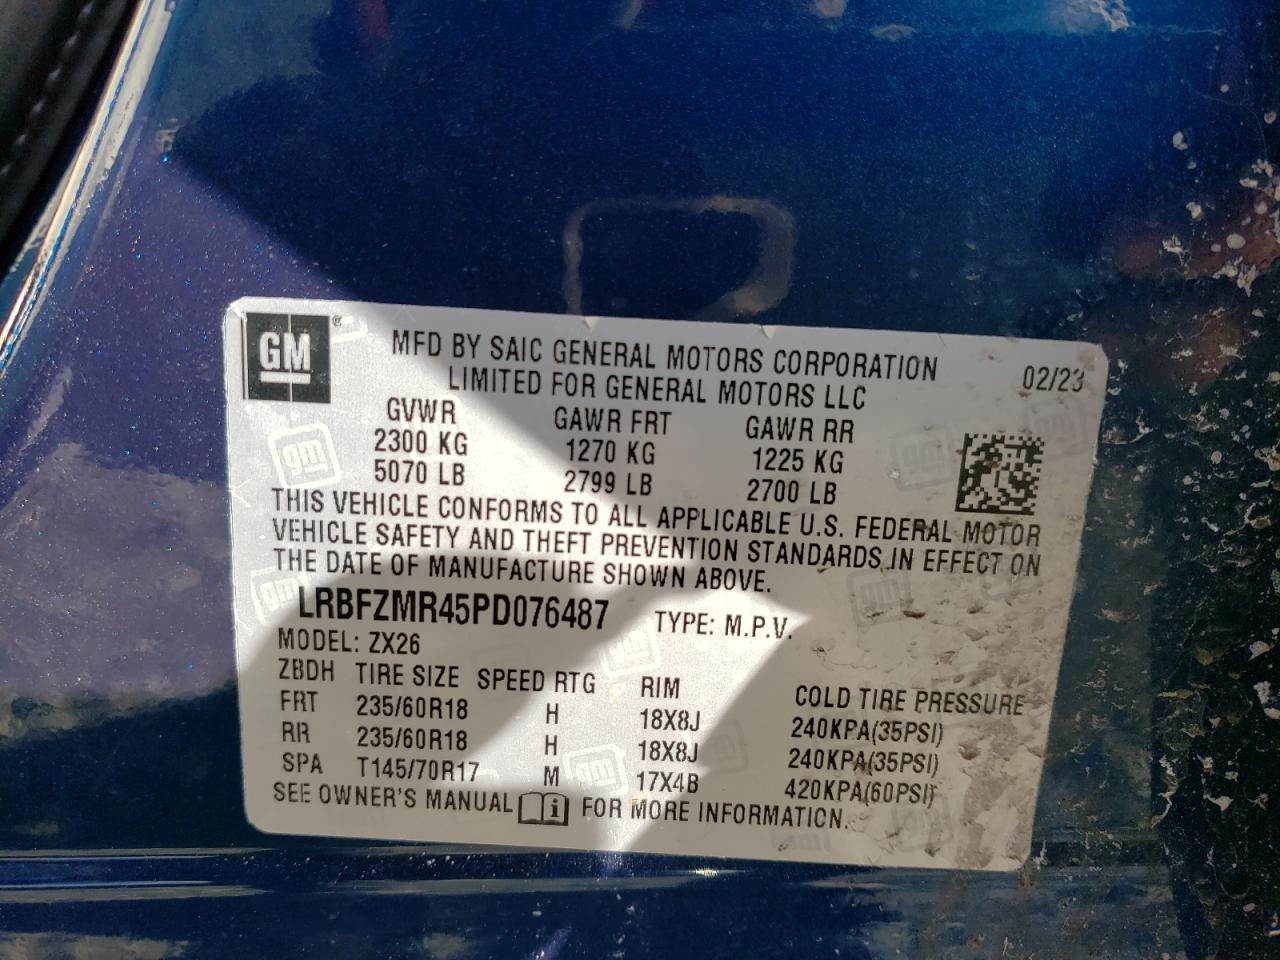 GM
MFD BY SAIC GENERAL MOTORS CORPORATION 02/23
LIMITED FOR GENERAL MOTORS LLC
GVWR GAWR FRT GAWR RR
2300 KG 1270 KG 1225 KG
5070 LB 2799 LB 2700 LB
THIS VEHICLE CONFORMS TO ALL APPLICABLE U.S. FEDERAL MOTOR
VEHICLE SAFETY AND THEFT PREVENTION STANDARDS IN EFFECT ON
THE DATE OF MANUFACTURE SHOWN ABOVE.
LRBFZMR45PD076487 TYPE: M.P.V.
MODEL: ZX26
ZBDH TIRE SIZE SPEED RTG RIM COLD TIRE PRESSURE
FRT 235/60R18 H 18X8J 240KPA(35PSI)
RR 235/60R18 H 18X8J 240KPA(35PSI)
SPA T145/70R17 M 17X4B 420KPA(60PSI)
SEE OWNER'S MANUAL i FOR MORE INFORMATION.